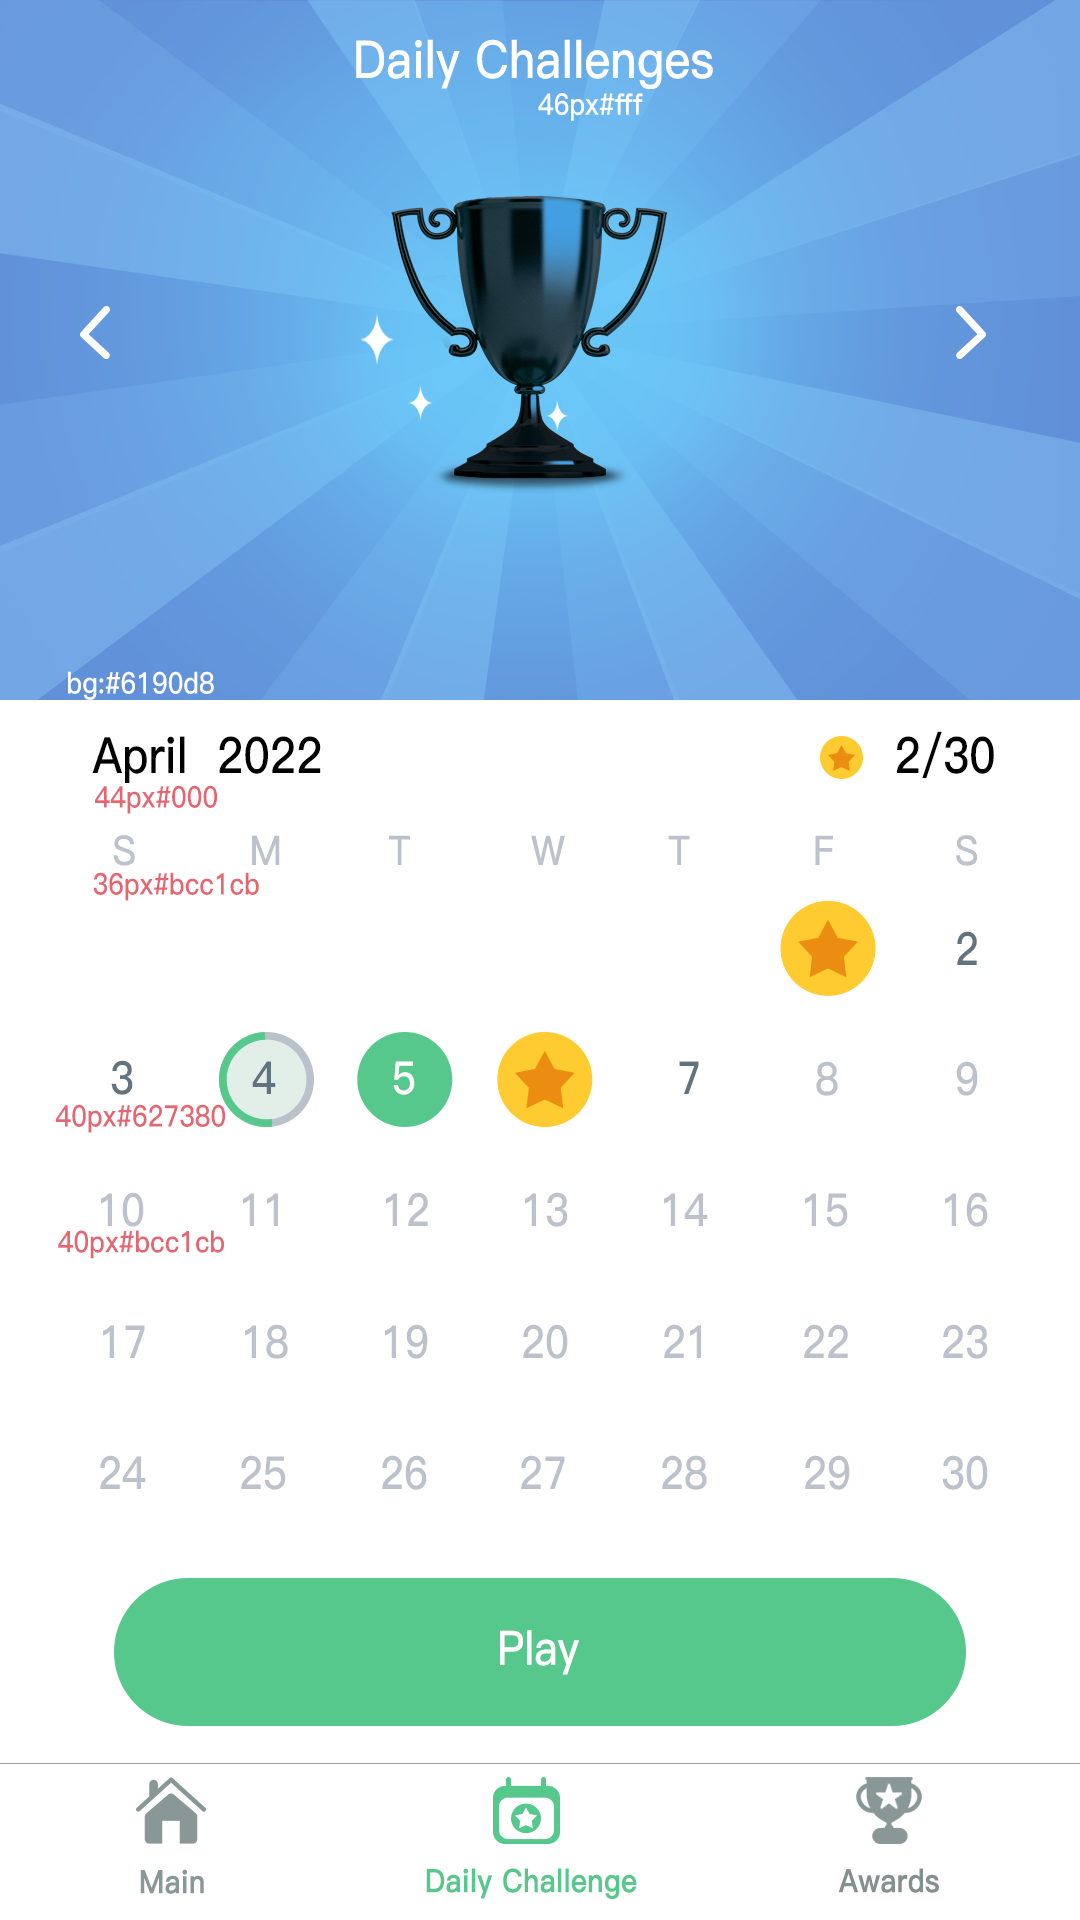 Daily Challenges
46px#fff
bg:#6190d8
April 2022 2/30
44px#000
S M T W T F S
36px#bcc1cb
2
3 4 5 7 8 9
40px#627380
10 11 12 13 14 15 16
40px#bcc1cb
17 18 19 20 21 22 23
24 25 26 27 28 29 30
Play
Main Daily Challenge Awards